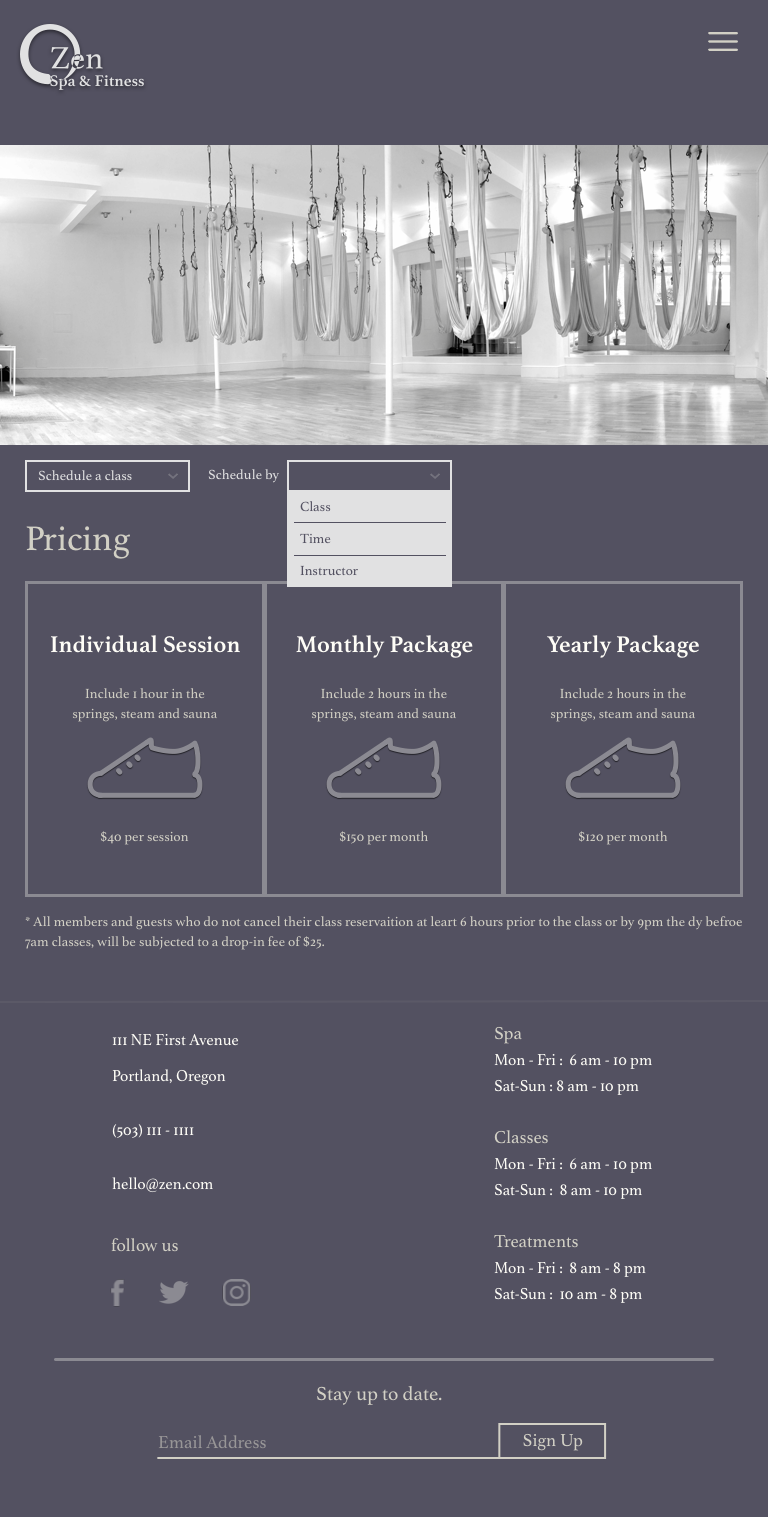 Zen
Spa & Fitness
Schedule a class
Schedule by
Class
Time
Instructor
Pricing
Individual Session
Include 1 hour in the
springs, steam and sauna
$40 per session
Monthly Package
Include 2 hours in the
springs, steam and sauna
$150 per month
Yearly Package
Include 2 hours in the
springs, steam and sauna
$120 per month
* All members and guests who do not cancel their class reservaition at leart 6 hours prior to the class or by 9pm the dy befroe
7am classes, will be subjected to a drop-in fee of $25.
111 NE First Avenue
Portland, Oregon
(503) 111 - 1111
hello@zen.com
follow us
Spa
Mon - Fri : 6 am - 10 pm
Sat-Sun : 8 am - 10 pm
Classes
Mon - Fri : 6 am - 10 pm
Sat-Sun : 8 am - 10 pm
Treatments
Mon - Fri : 8 am - 8 pm
Sat-Sun : 10 am - 8 pm
Stay up to date.
Email Address
Sign Up